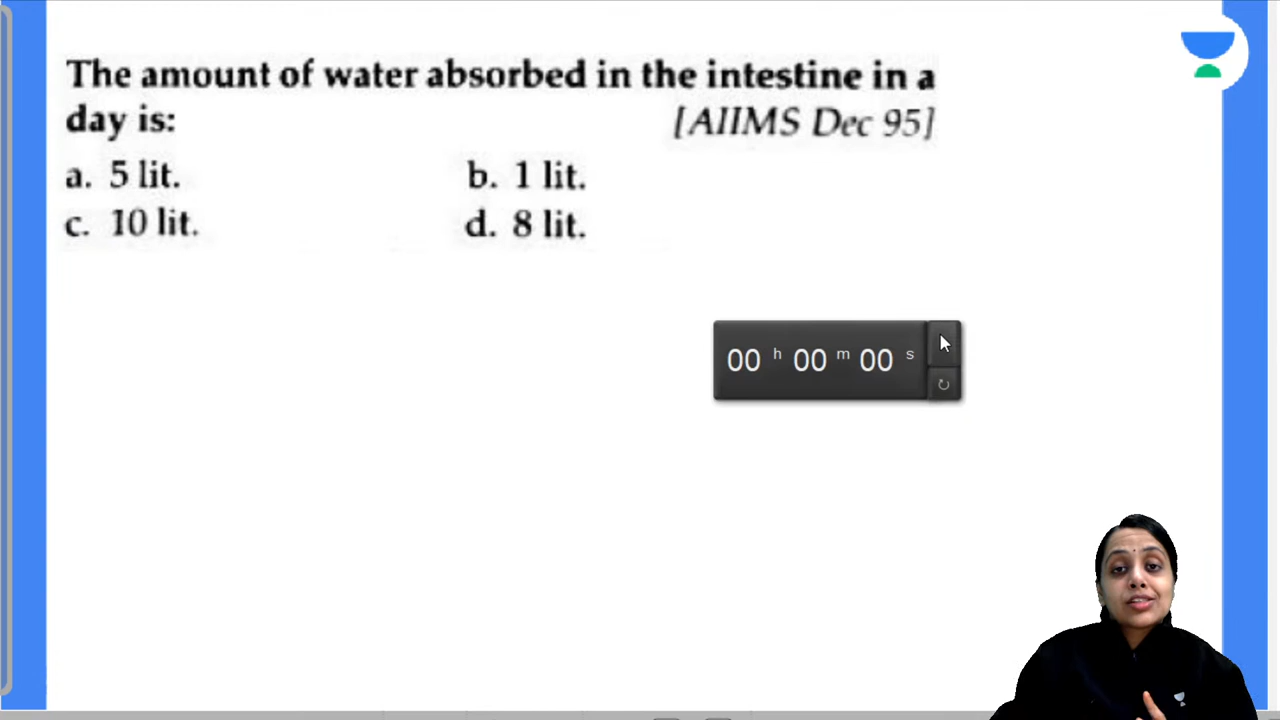 The amount of water absorbed in the intestine in a
day is: [AIIMS Dec 95]
a. 5 lit. b. 1 lit.
c. 10 lit. d. 8 lit.
00 h 00 m 00 s